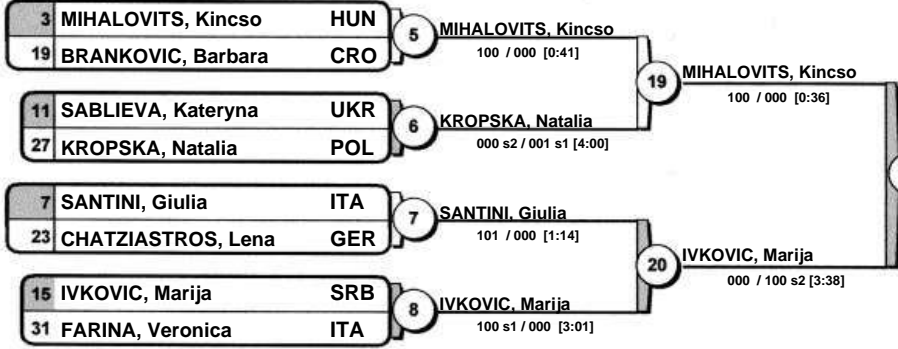 3 MIHALOVITS, Kincso HUN
19 BRANKOVIC, Barbara CRO
5
MIHALOVITS, Kincso
100 / 000 [0:41]
11 SABLIEVA, Kateryna UKR
27 KROPSKA, Natalia POL
6
KROPSKA, Natalia
000 s2 / 001 s1 [4:00]
19
MIHALOVITS, Kincso
100 / 000 [0:36]
7 SANTINI, Giulia ITA
23 CHATZIASTROS, Lena GER
7
SANTINI, Giulia
101 / 000 [1:14]
15 IVKOVIC, Marija SRB
31 FARINA, Veronica ITA
8
IVKOVIC, Marija
100 s1 / 000 [3:01]
20
IVKOVIC, Marija
000 / 100 s2 [3:38]